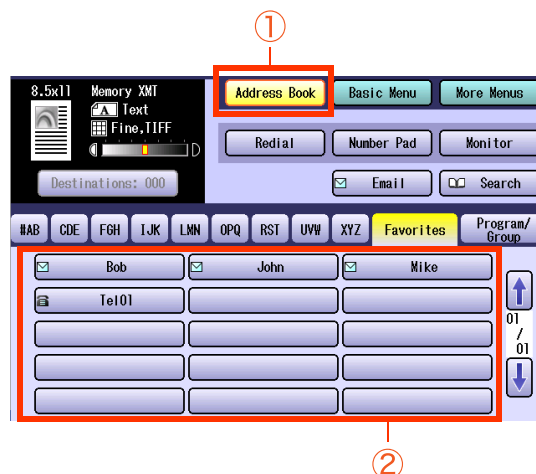 ①
8.5x11 Memory XMT
Text
Fine,TIFF
Destinations: 000
Address Book
Basic Menu
More Menus
Redial
Number Pad
Monitor
Email
Search
#AB
CDE
FGH
IJK
LMN
OPQ
RST
UVW
XYZ
Favorites
Program/
Group
Bob
John
Mike
Tel01
01
/
01
②